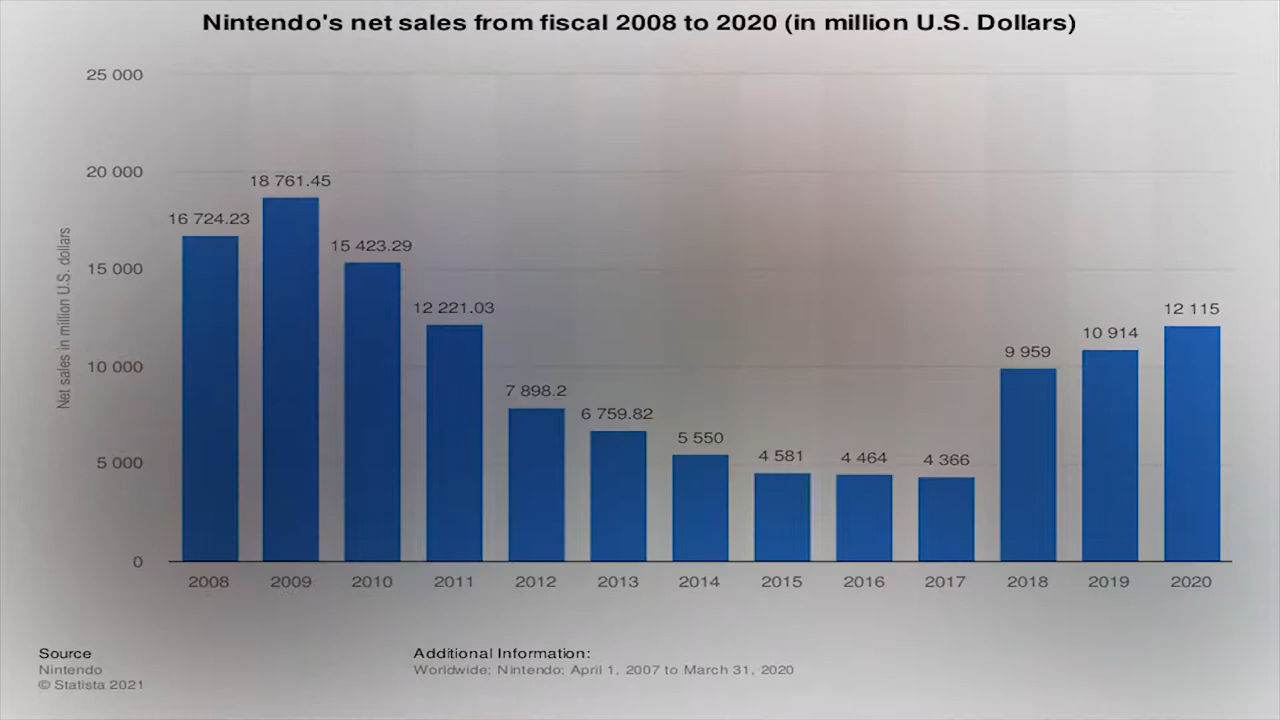 Nintendo's net sales from fiscal 2008 to 2020 (in million U.S. Dollars)
Net sales in million U.S. dollars
25 000
20 000
15 000
10 000
5 000
0
16 724.23
18 761.45
15 423.29
12 221.03
7 898.2
6 759.82
5 550
4 581
4 464
4 366
9 959
10 914
12 115
2008 2009 2010 2011 2012 2013 2014 2015 2016 2017 2018 2019 2020
Source
Nintendo
© Statista 2021
Additional Information:
Worldwide; Nintendo; April 1, 2007 to March 31, 2020